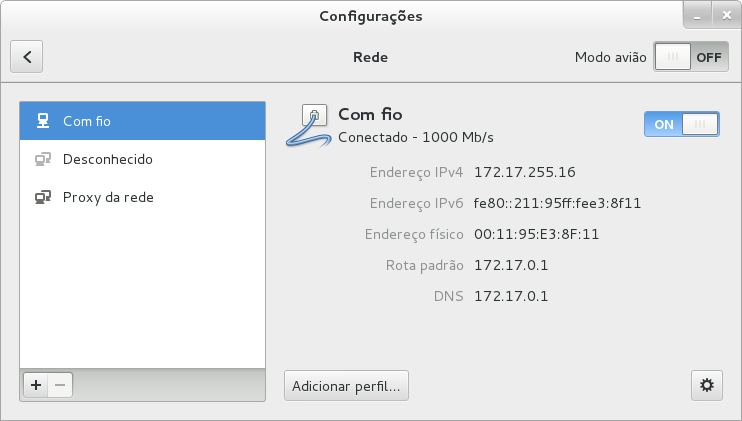 Configurações
Rede
Modo avião OFF
Com fio
Desconhecido
Proxy da rede
Com fio
Conectado - 1000 Mb/s
ON
Endereço IPv4 172.17.255.16
Endereço IPv6 fe80::211:95ff:fee3:8f11
Endereço físico 00:11:95:E3:8F:11
Rota padrão 172.17.0.1
DNS 172.17.0.1
Adicionar perfil...